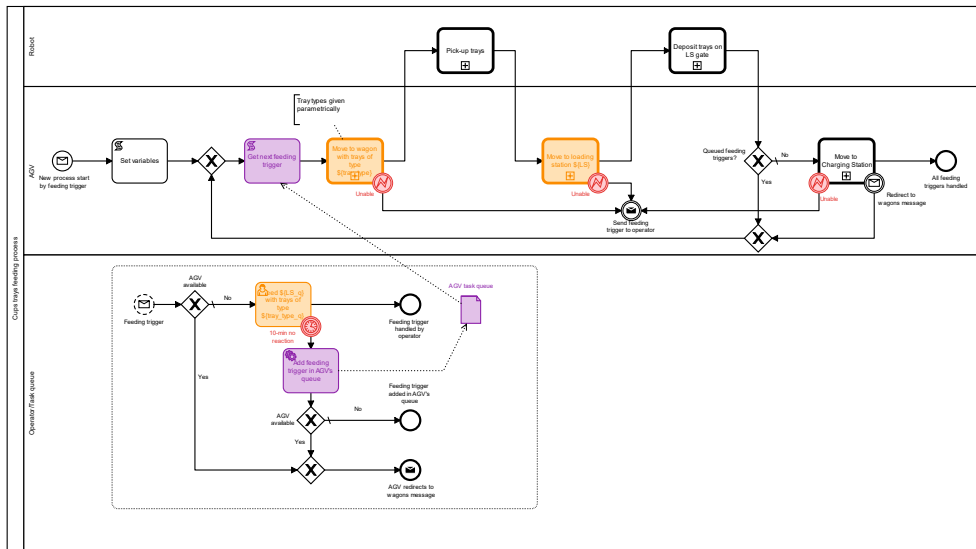 Cups trays feeding process
Robot
Pick-up trays
Deposit trays on
LS gate
AGV
Tray types given
parametrically
New process start
by feeding trigger
Set variables
Get next feeding
trigger
Move to wagon
with trays of
type
${tray_type}
Unable
Move to loading
station ${LS}
Unable
Send feeding
trigger to operator
Queued feeding
triggers?
No
Yes
Move to
Charging Station
Unable
Redirect to
wagons message
All feeding
triggers handled
Operator/Task queue
Feeding trigger
AGV
available
No
Yes
${LS_q}
with trays of
type
${tray_type_q}
10-min no
reaction
Feeding trigger
handled by
operator
AGV task queue
Add feeding
trigger in AGV's
queue
AGV
available
No
Yes
Feeding trigger
added in AGV's
queue
AGV redirects to
wagons message